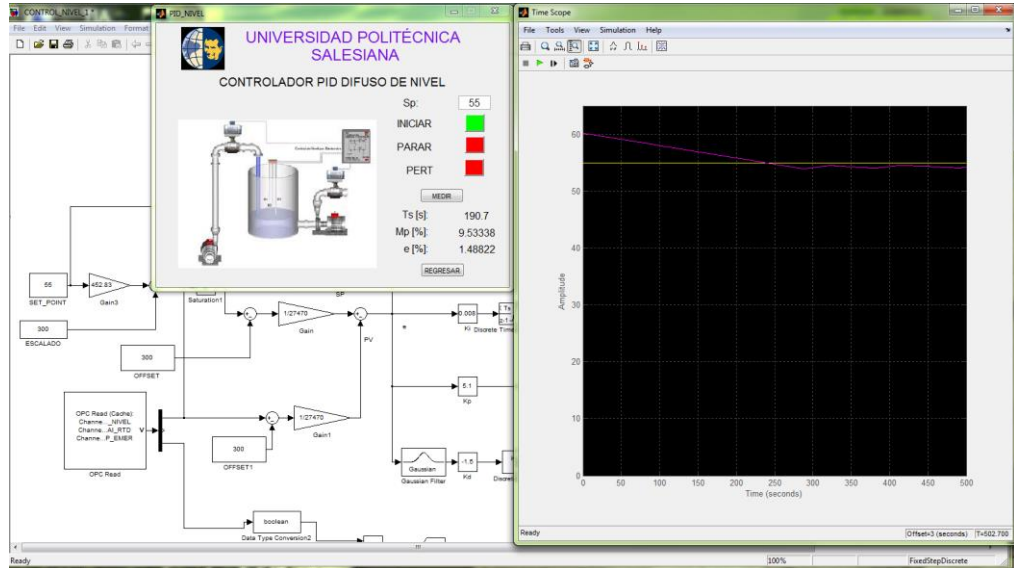 CONTROL_NIVEL_1 *
File Edit View Simulation Format
SET_POINT
55
452.83
Gain3
300
ESCALADO
Saturation1
SP
300
OFFSET
1/27470
Gain
PV
0.008
Ki
Discrete Time
5.1
Kp
OPC Read (Cache):
Channe..._NIVEL
Channe...AI_RTD
Channe...P_EMER
V
OPC Read
300
OFFSET1
1/27470
Gain1
Gaussian
Gaussian Filter
-1.5
Kd
boolean
Data Type Conversion2
Ready
100%
FixedStepDiscrete
PID_NIVEL
UNIVERSIDAD POLITÉCNICA
SALESIANA
CONTROLADOR PID DIFUSO DE NIVEL
Sp: 55
INICIAR
PARAR
PERT
MEDIR
Ts [s]: 190.7
Mp [%]: 9.53338
e [%]: 1.48822
REGRESAR
Time Scope
File Tools View Simulation Help
60
50
40
30
20
10
0
Amplitude
0 50 100 150 200 250 300 350 400 450 500
Time (seconds)
Ready
Offset=3 (seconds) T=502.700